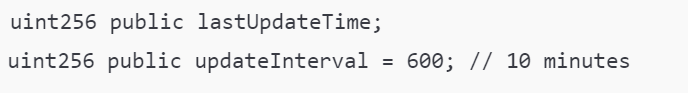 uint256 public lastUpdateTime;
uint256 public updateInterval = 600; // 10 minutes